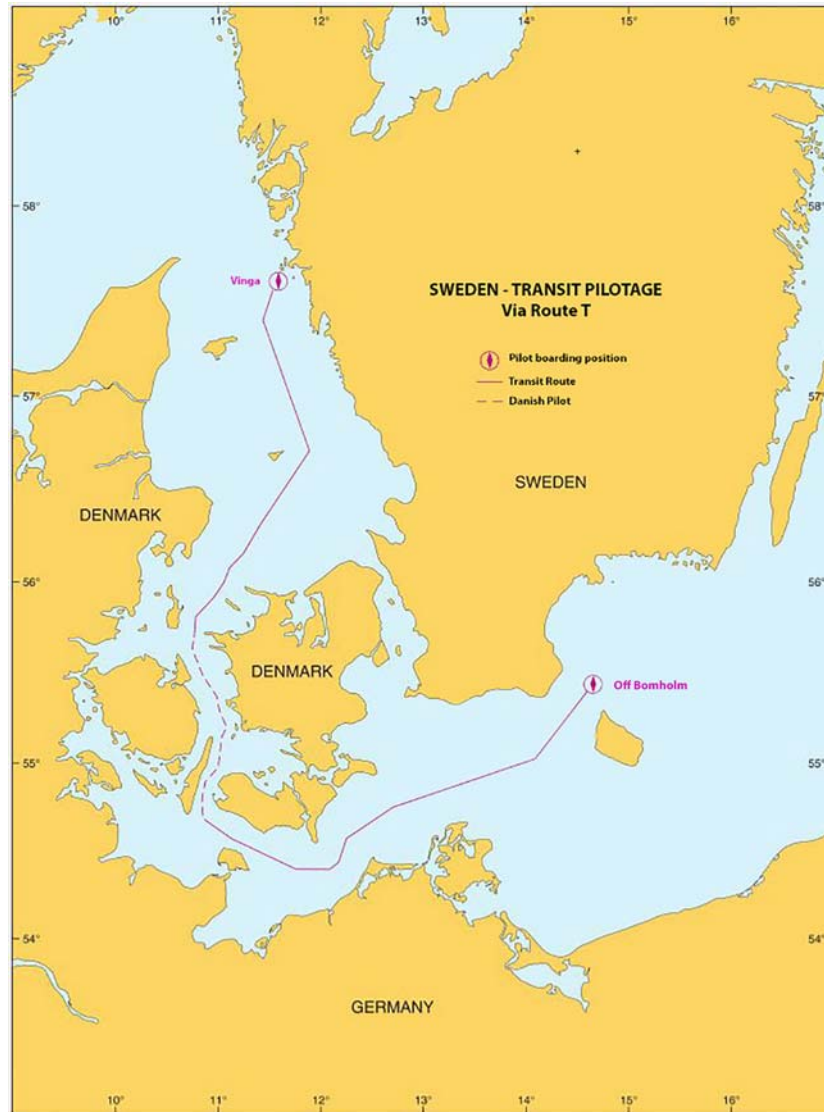 10° 11° 12° 13° 14° 15° 16°
58° 58°
Vinga
SWEDEN - TRANSIT PILOTAGE
Via Route T
Pilot boarding position
Transit Route
Danish Pilot
57° 57°
SWEDEN
DENMARK
56° 56°
DENMARK
Off Bomholm
55° 55°
54° 54°
GERMANY
10° 11° 12° 13° 14° 15° 16°